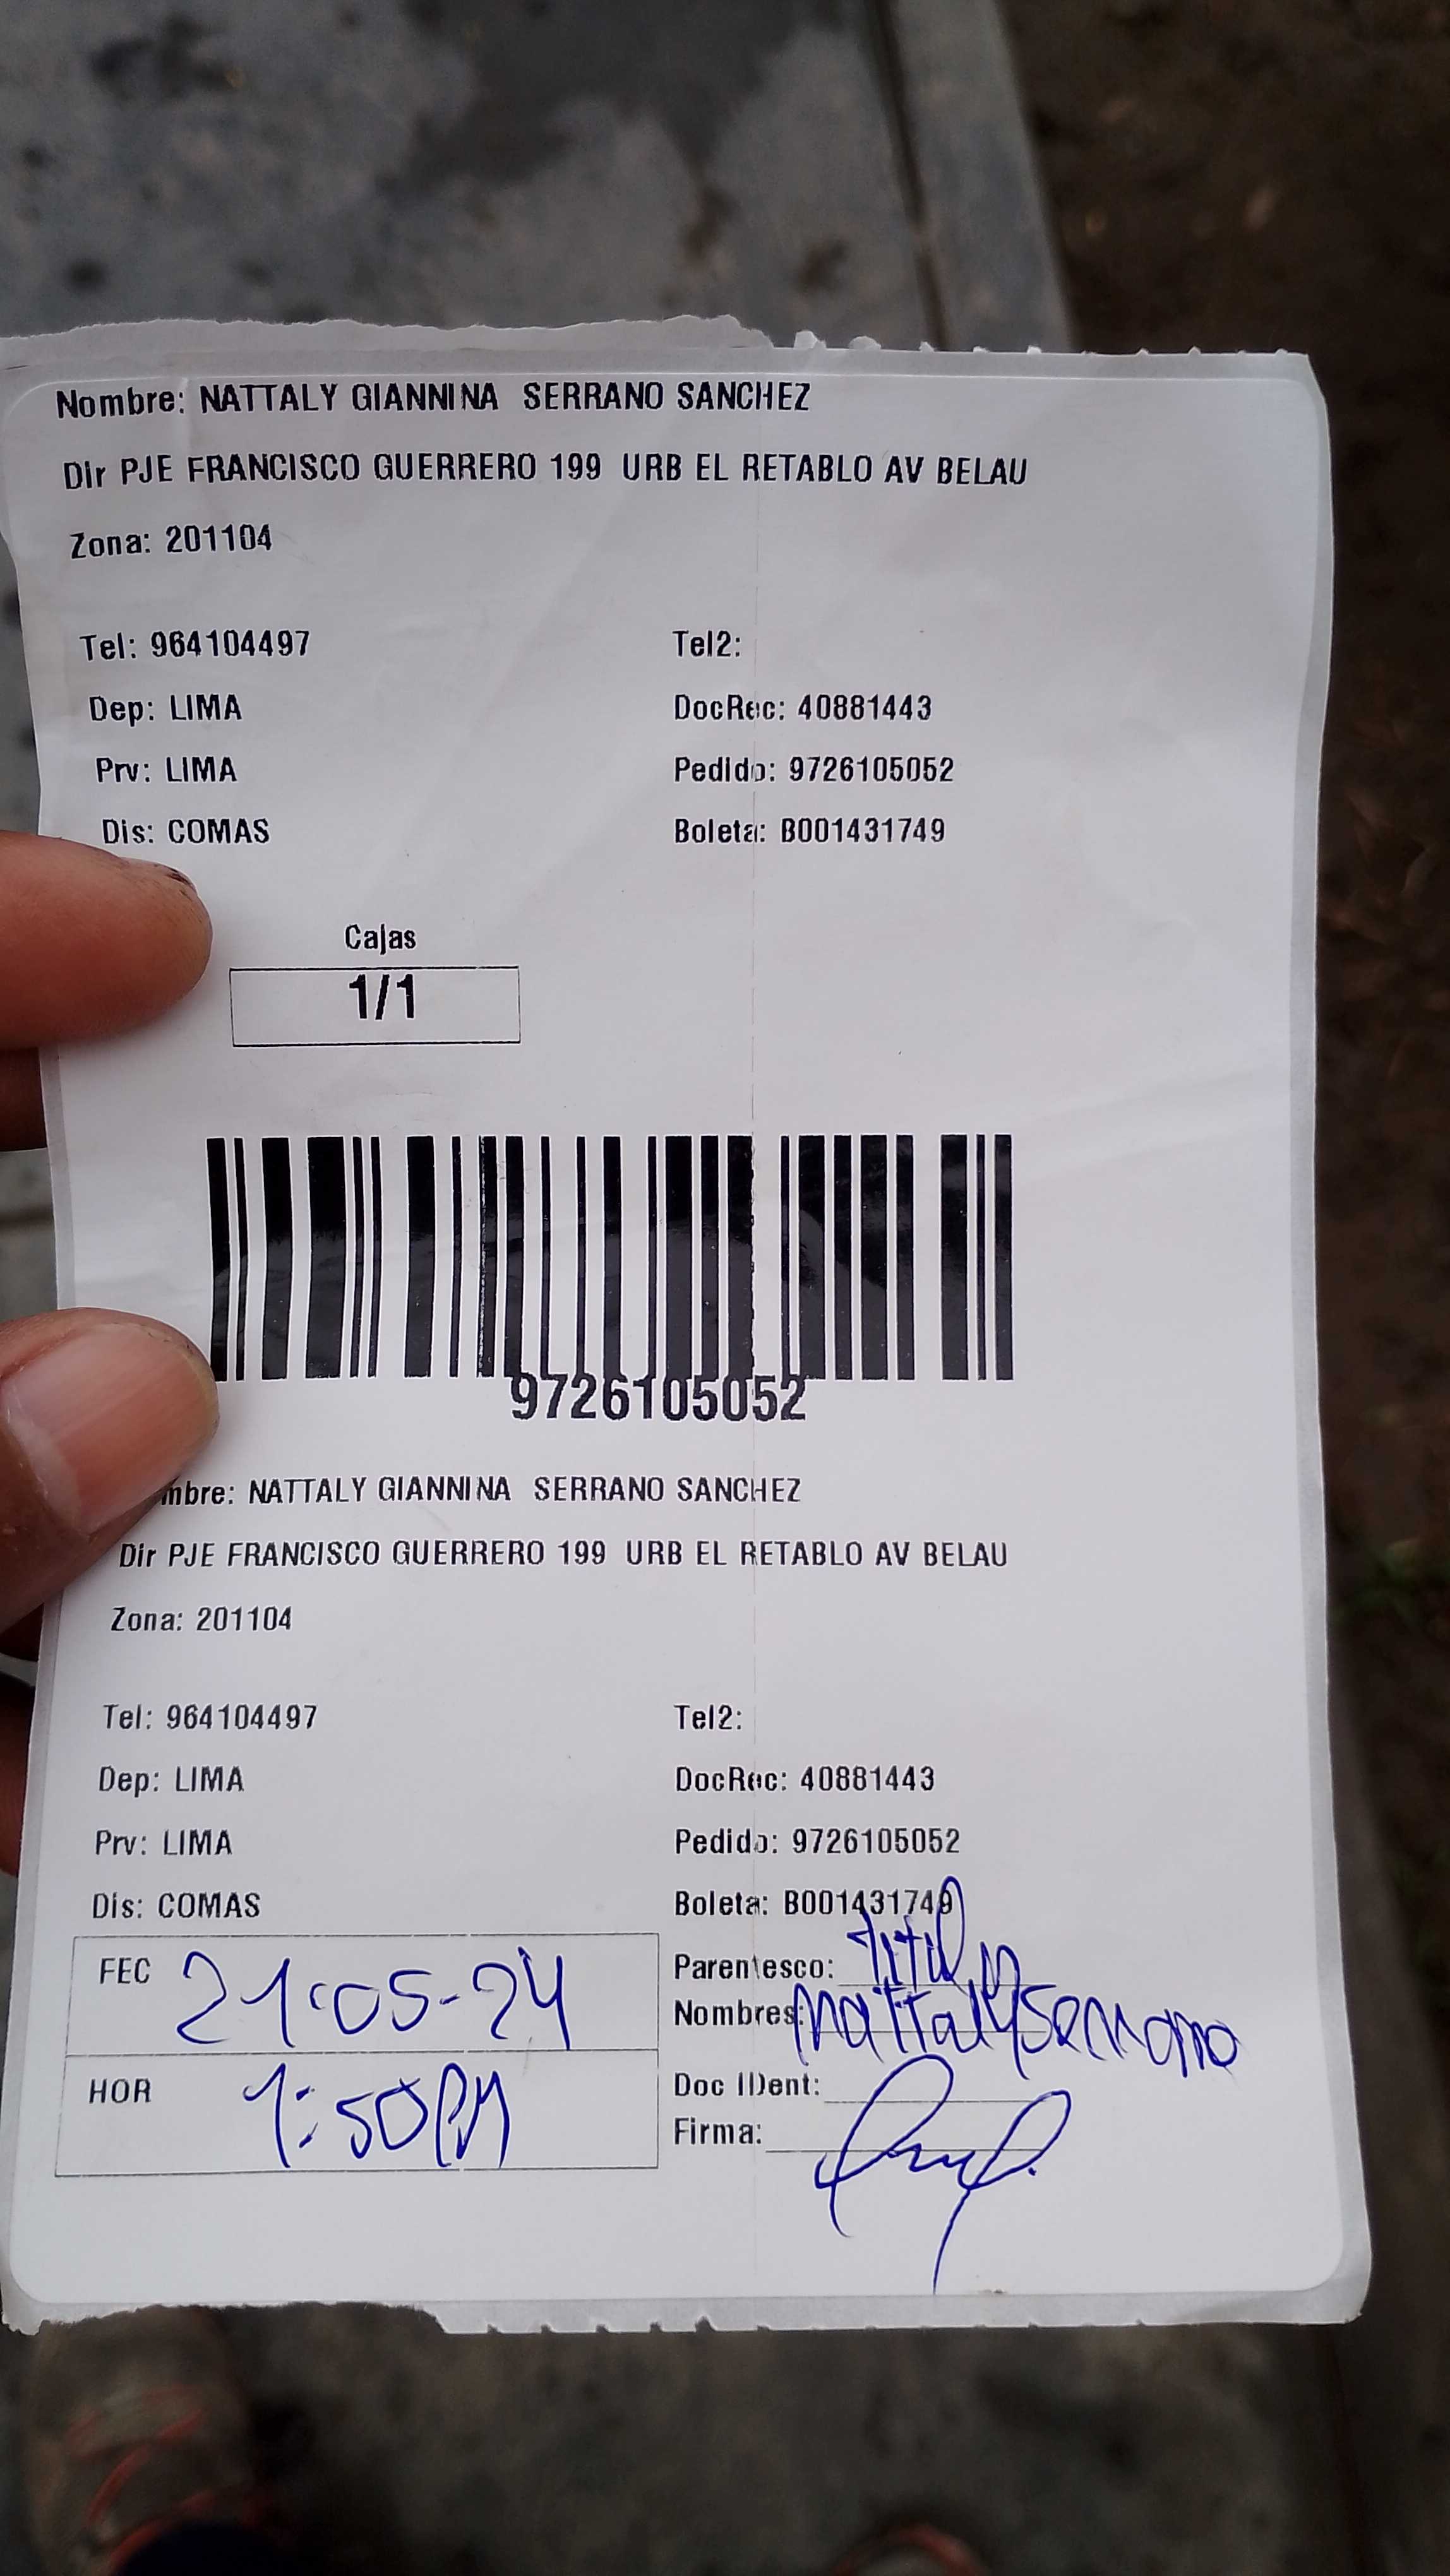 Nombre: NATTALY GIANNINA SERRANO SANCHEZ
Dir PJE FRANCISCO GUERRERO 199 URB EL RETABLO AV BELAU
Zona: 201104
Tel: 964104497 Tel2:
Dep: LIMA DocRec: 40881443
Prv: LIMA Pedido: 9726105052
Dis: COMAS Boleta: B001431749
Cajas
1/1
9726105052
mbre: NATTALY GIANNINA SERRANO SANCHEZ
Dir PJE FRANCISCO GUERRERO 199 URB EL RETABLO AV BELAU
Zona: 201104
Tel: 964104497 Tel2:
Dep: LIMA DocRec: 40881443
Prv: LIMA Pedido: 9726105052
Dis: COMAS Boleta: B001431749
FEC 21-05-24 Parentesco:
Nombres: Nattaly Serrano
HOR 1:50PM Doc IDent:
Firma: